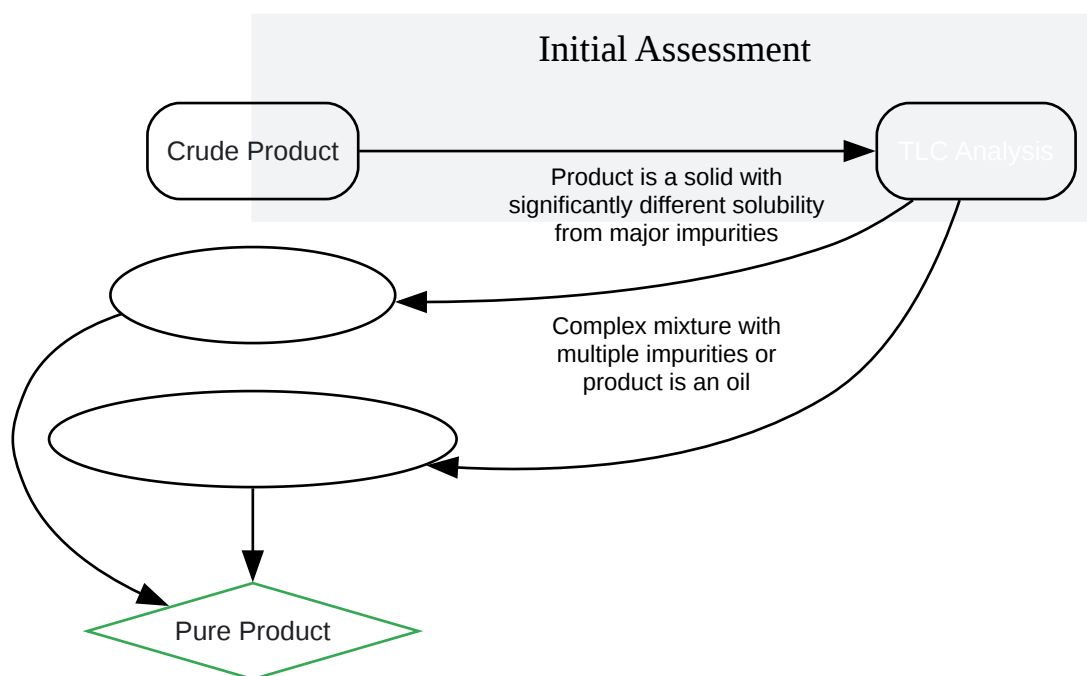 Initial Assessment
Crude Product
TLC Analysis
Product is a solid with
significantly different solubility
from major impurities
Complex mixture with
multiple impurities or
product is an oil
Pure Product